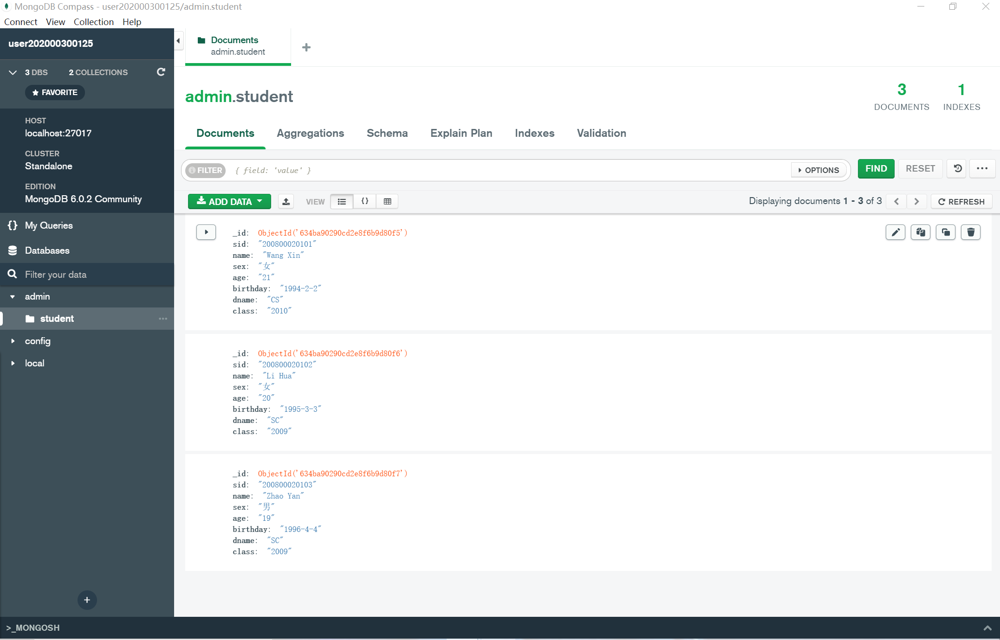 MongoDB Compass - user202000300125/admin.student
Connect View Collection Help
user202000300125
3 DBS 2 COLLECTIONS
FAVORITE
HOST
localhost:27017
CLUSTER
Standalone
EDITION
MongoDB 6.0.2 Community
{} My Queries
Databases
Filter your data
admin
student
config
local
Documents
admin.student
admin.student
3
DOCUMENTS
1
INDEXES
Documents Aggregations Schema Explain Plan Indexes Validation
FILTER { field: 'value' } OPTIONS FIND RESET
ADD DATA VIEW {} Displaying documents 1 - 3 of 3 REFRESH
_id: ObjectId('634ba90290cd2e8f6b9d80f5')
sid: "200800020101"
name: "Wang Xin"
sex: "女"
age: "21"
birthday: "1994-2-2"
dname: "CS"
class: "2010"
_id: ObjectId('634ba90290cd2e8f6b9d80f6')
sid: "200800020102"
name: "Li Hua"
sex: "女"
age: "20"
birthday: "1995-3-3"
dname: "SC"
class: "2009"
_id: ObjectId('634ba90290cd2e8f6b9d80f7')
sid: "200800020103"
name: "Zhao Yan"
sex: "男"
age: "19"
birthday: "1996-4-4"
dname: "SC"
class: "2009"
>_MONGOSH